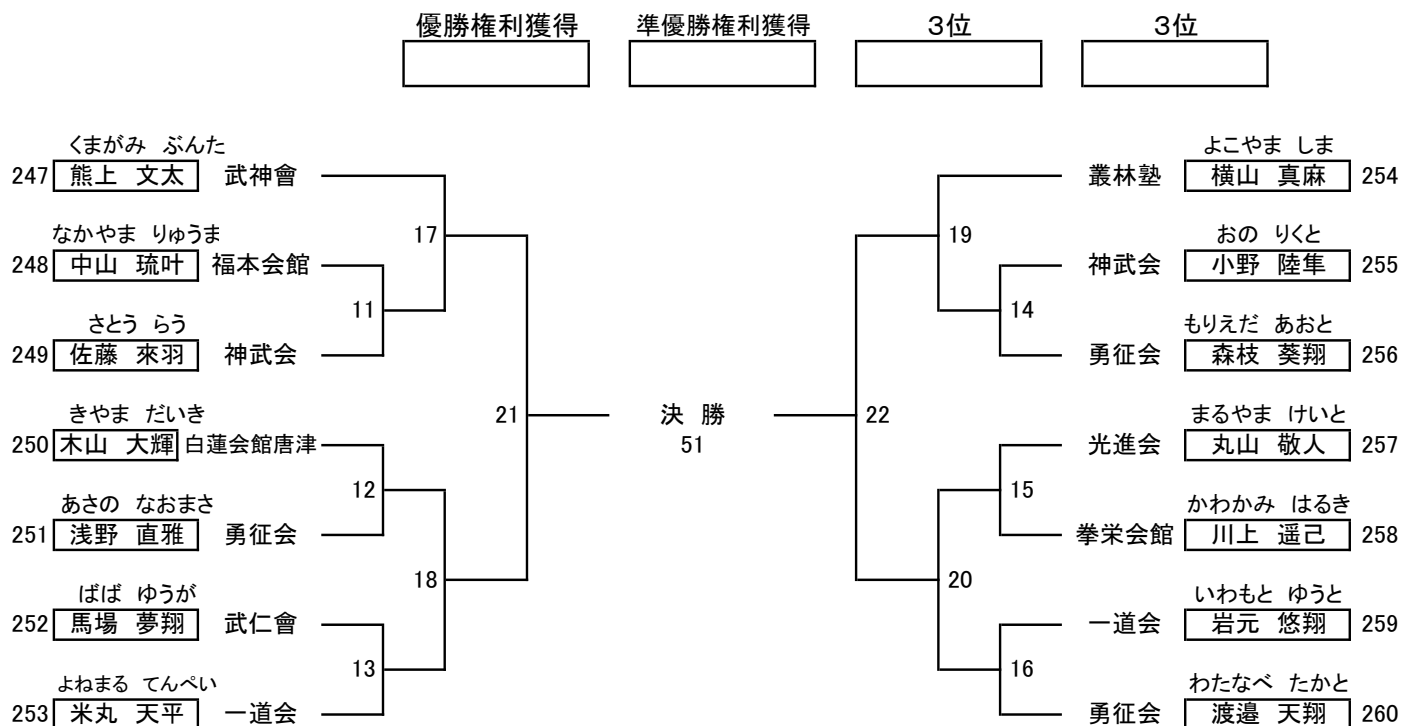 優勝権利獲得 準優勝権利獲得 3位 3位
くまがみ ぶんた
247 熊上 文太 武神會
なかやま りゅうま
17
248 中山 琉叶 福本会館
11
さとう らう
249 佐藤 來羽 神武会
きやま だいき
21
250 木山 大輝 白蓮会館唐津
12
あさの なおまさ
251 浅野 直雅 勇征会
18
ばば ゆうが
252 馬場 夢翔 武仁會
13
よねまる てんぺい
253 米丸 天平 一道会
決 勝
51
よこやま しま
叢林塾 横山 真麻 254
19
おの りくと
神武会 小野 陸隼 255
14
もりえだ あおと
勇征会 森枝 葵翔 256
22
まるやま けいと
光進会 丸山 敬人 257
15
かわかみ はるき
拳栄会館 川上 遥己 258
20
いわもと ゆうと
一道会 岩元 悠翔 259
16
わたなべ たかと
勇征会 渡邉 天翔 260